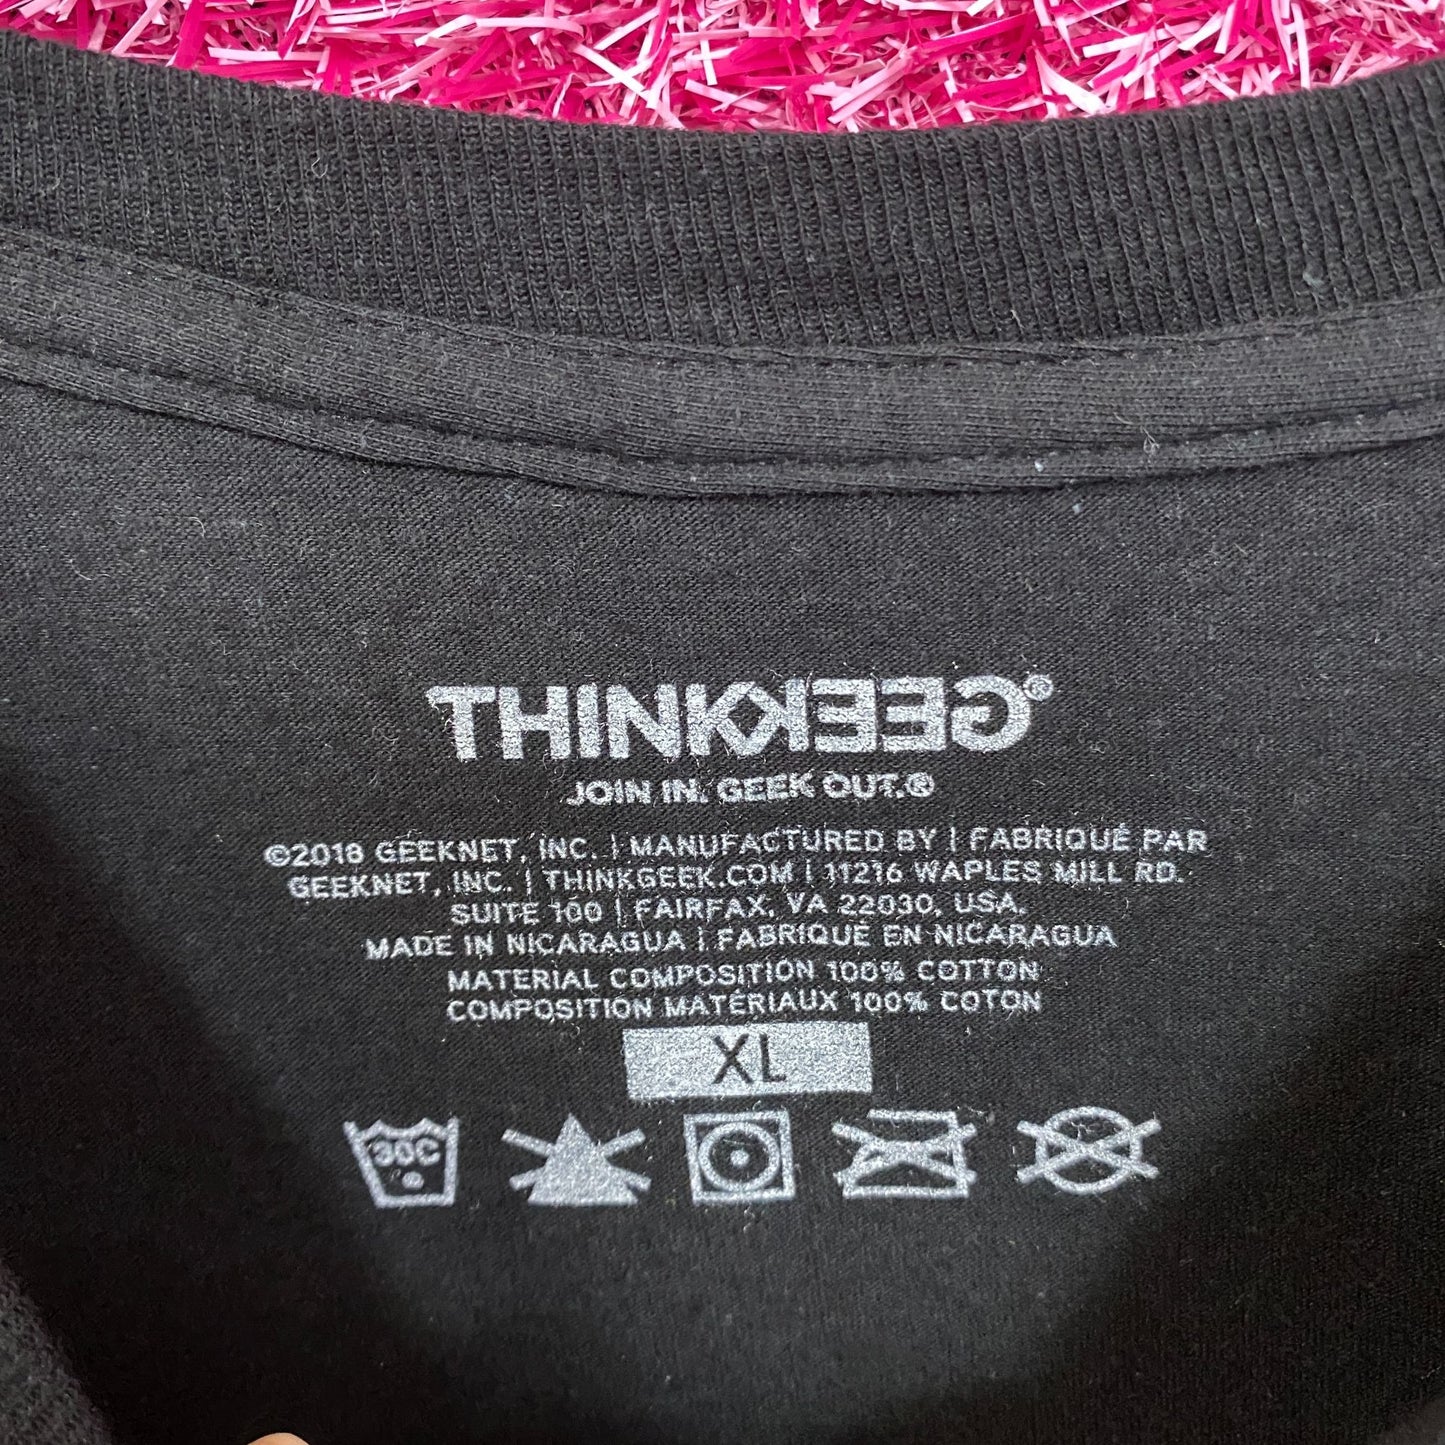 THINKGEEK®
JOIN IN. GEEK OUT.®
©2018 GEEKNET, INC. | MANUFACTURED BY | FABRIQUÉ PAR
GEEKNET, INC. | THINKGEEK.COM | 11216 WAPLES MILL RD.
SUITE 100 | FAIRFAX, VA 22030, USA.
MADE IN NICARAGUA | FABRIQUÉ EN NICARAGUA
MATERIAL COMPOSITION 100% COTTON
COMPOSITION MATÉRIAUX 100% COTON
XL
30C